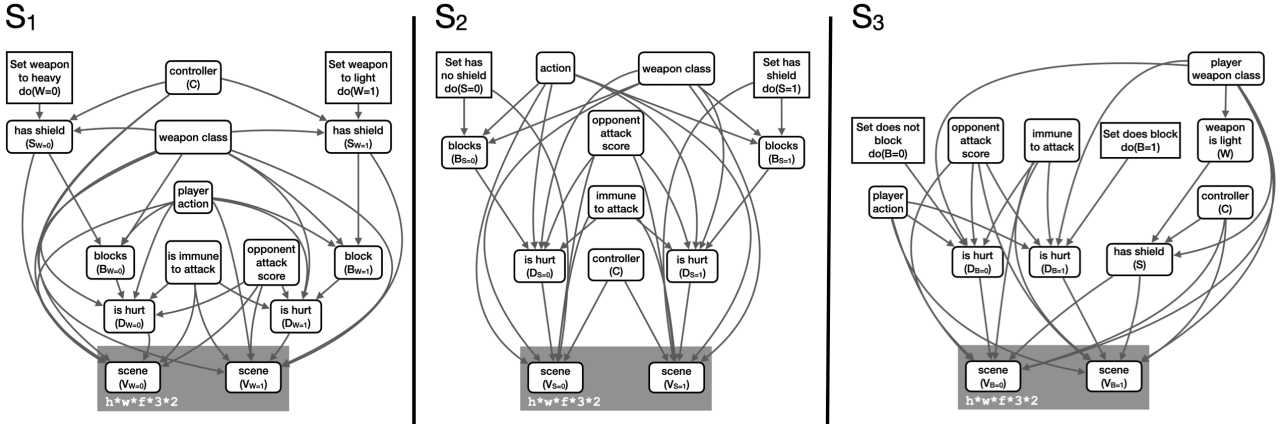 S1
Set weapon
to heavy
do(W=0)
controller
(C)
Set weapon
to light
do(W=1)
has shield
(SW=0)
weapon class
has shield
(SW=1)
player
action
blocks
(BW=0)
is immune
to attack
opponent
attack
score
block
(BW=1)
is hurt
(DW=0)
is hurt
(DW=1)
scene
(VW=0)
scene
(VW=1)
h*w*f*3*2
S2
Set has
no shield
do(S=0)
action
weapon class
Set has
shield
do(S=1)
opponent
attack
score
blocks
(BS=0)
blocks
(BS=1)
immune
to attack
is hurt
(DS=0)
controller
(C)
is hurt
(DS=1)
scene
(VS=0)
scene
(VS=1)
h*w*f*3*2
S3
player
weapon class
Set does not
block
do(B=0)
opponent
attack
score
immune
to attack
Set does block
do(B=1)
weapon
is light
(W)
player
action
controller
(C)
is hurt
(DB=0)
is hurt
(DB=1)
has shield
(S)
scene
(VB=0)
scene
(VB=1)
h*w*f*3*2